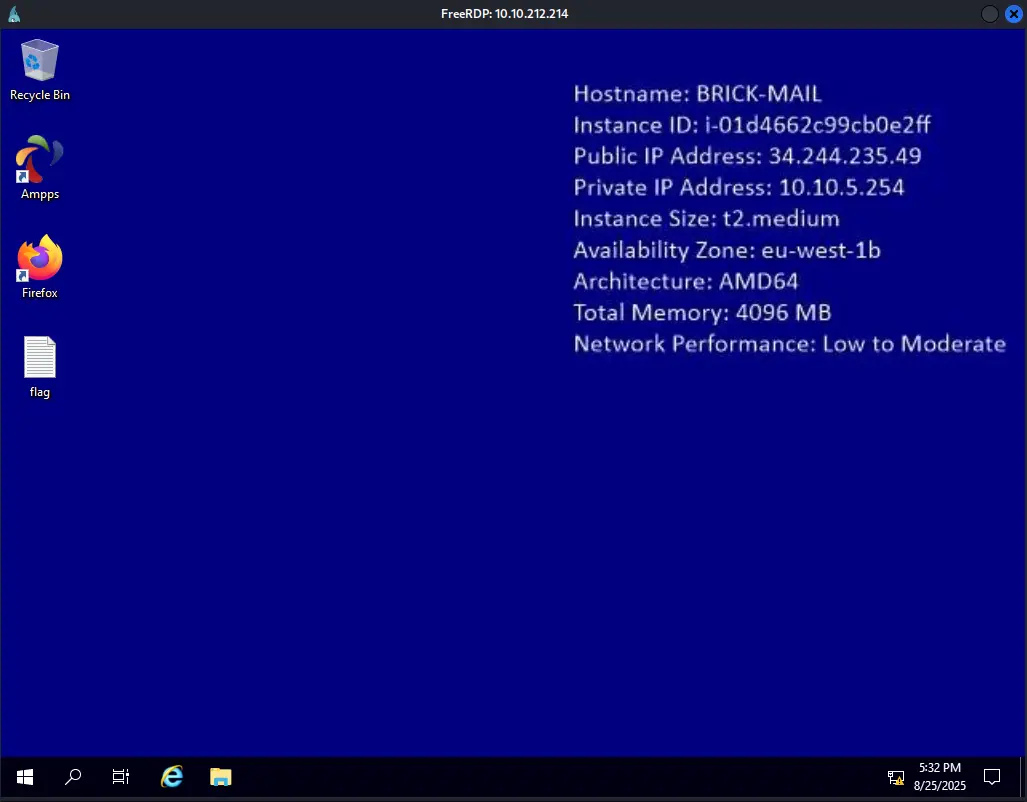 FreeRDP: 10.10.212.214
Recycle Bin
Ampps
Firefox
flag
Hostname: BRICK-MAIL
Instance ID: i-01d4662c99cb0e2ff
Public IP Address: 34.244.235.49
Private IP Address: 10.10.5.254
Instance Size: t2.medium
Availability Zone: eu-west-1b
Architecture: AMD64
Total Memory: 4096 MB
Network Performance: Low to Moderate
5:32 PM
8/25/2025